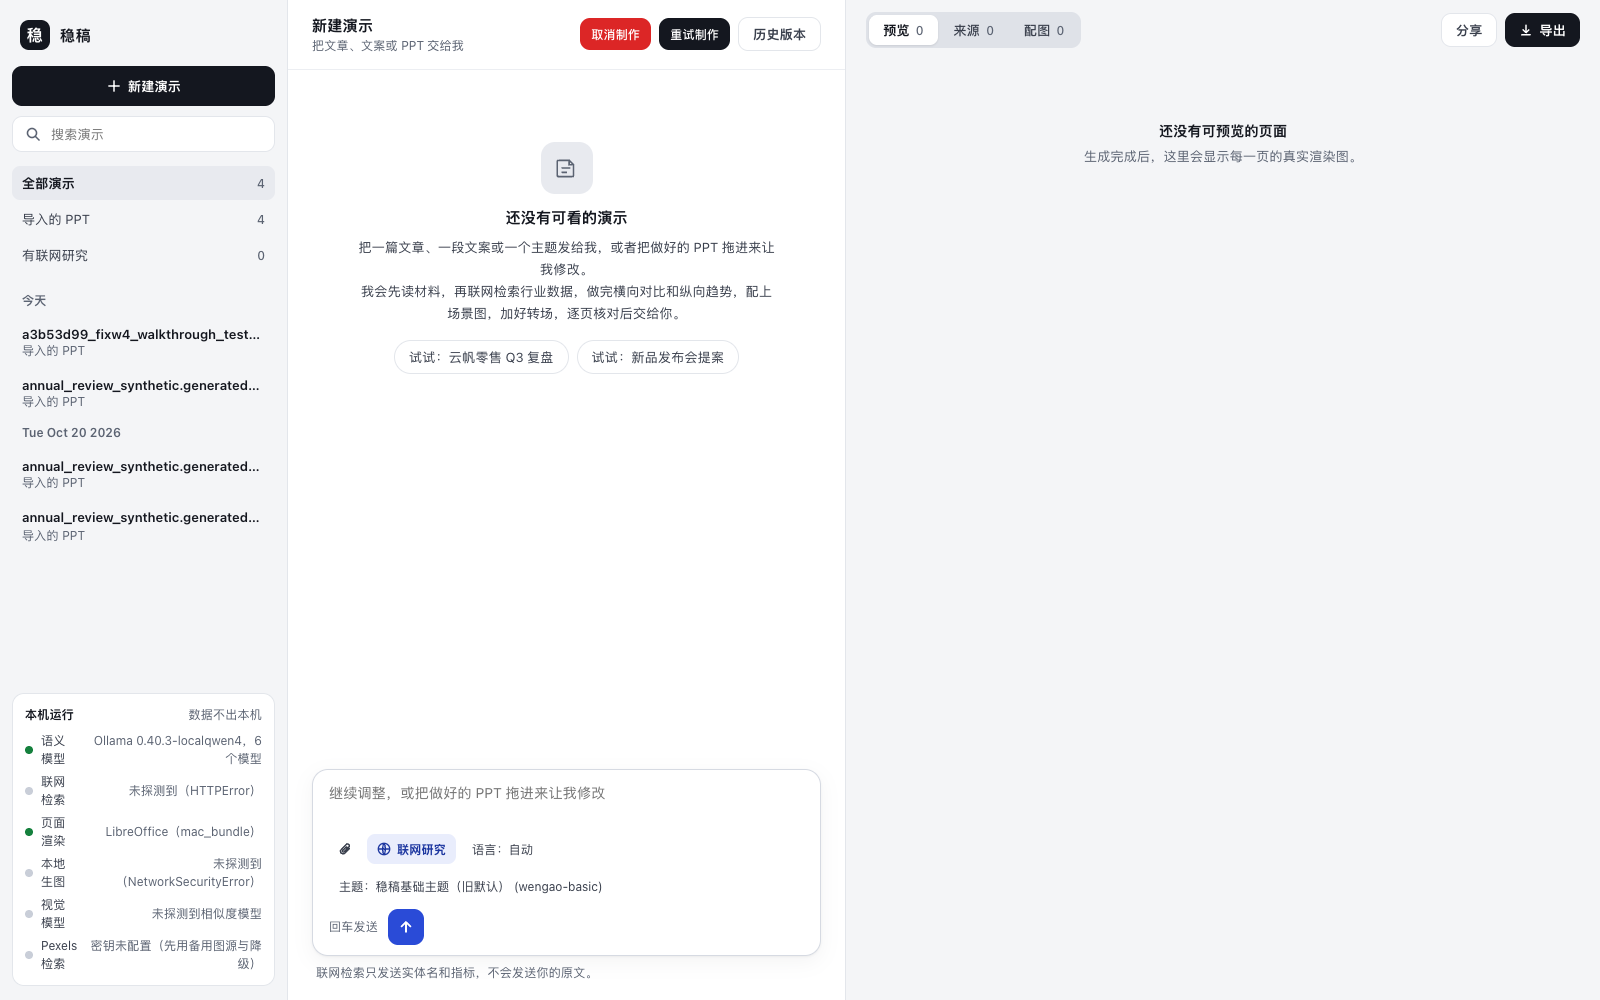 稳 稳稿
新建演示
搜索演示
全部演示 4
导入的 PPT 4
有联网研究 0
今天
a3b53d99_fixw4_walkthrough_test...
导入的 PPT
annual_review_synthetic.generated...
导入的 PPT
Tue Oct 20 2026
annual_review_synthetic.generated...
导入的 PPT
annual_review_synthetic.generated...
导入的 PPT
本机运行 数据不出本机
语义模型 Ollama 0.40.3-localqwen4，6
个模型
联网检索 未探测到（HTTPError）
页面渲染 LibreOffice（mac_bundle）
本地生图 未探测到
（NetworkSecurityError）
视觉模型 未探测到相似度模型
Pexels 检索 密钥未配置（先用备用图源与降
级）
新建演示
把文章、文案或 PPT 交给我
取消制作 重试制作 历史版本
还没有可看的演示
把一篇文章、一段文案或一个主题发给我，或者把做好的 PPT 拖进来让
我修改。
我会先读材料，再联网检索行业数据，做完横向对比和纵向趋势，配上
场景图，加好转场，逐页核对后交给你。
试试：云帆零售 Q3 复盘 试试：新品发布会提案
继续调整，或把做好的 PPT 拖进来让我修改
联网研究 语言：自动
主题：稳稿基础主题（旧默认） (wengao-basic)
回车发送
联网检索只发送实体名和指标，不会发送你的原文。
预览 0 来源 0 配图 0
分享 导出
还没有可预览的页面
生成完成后，这里会显示每一页的真实渲染图。